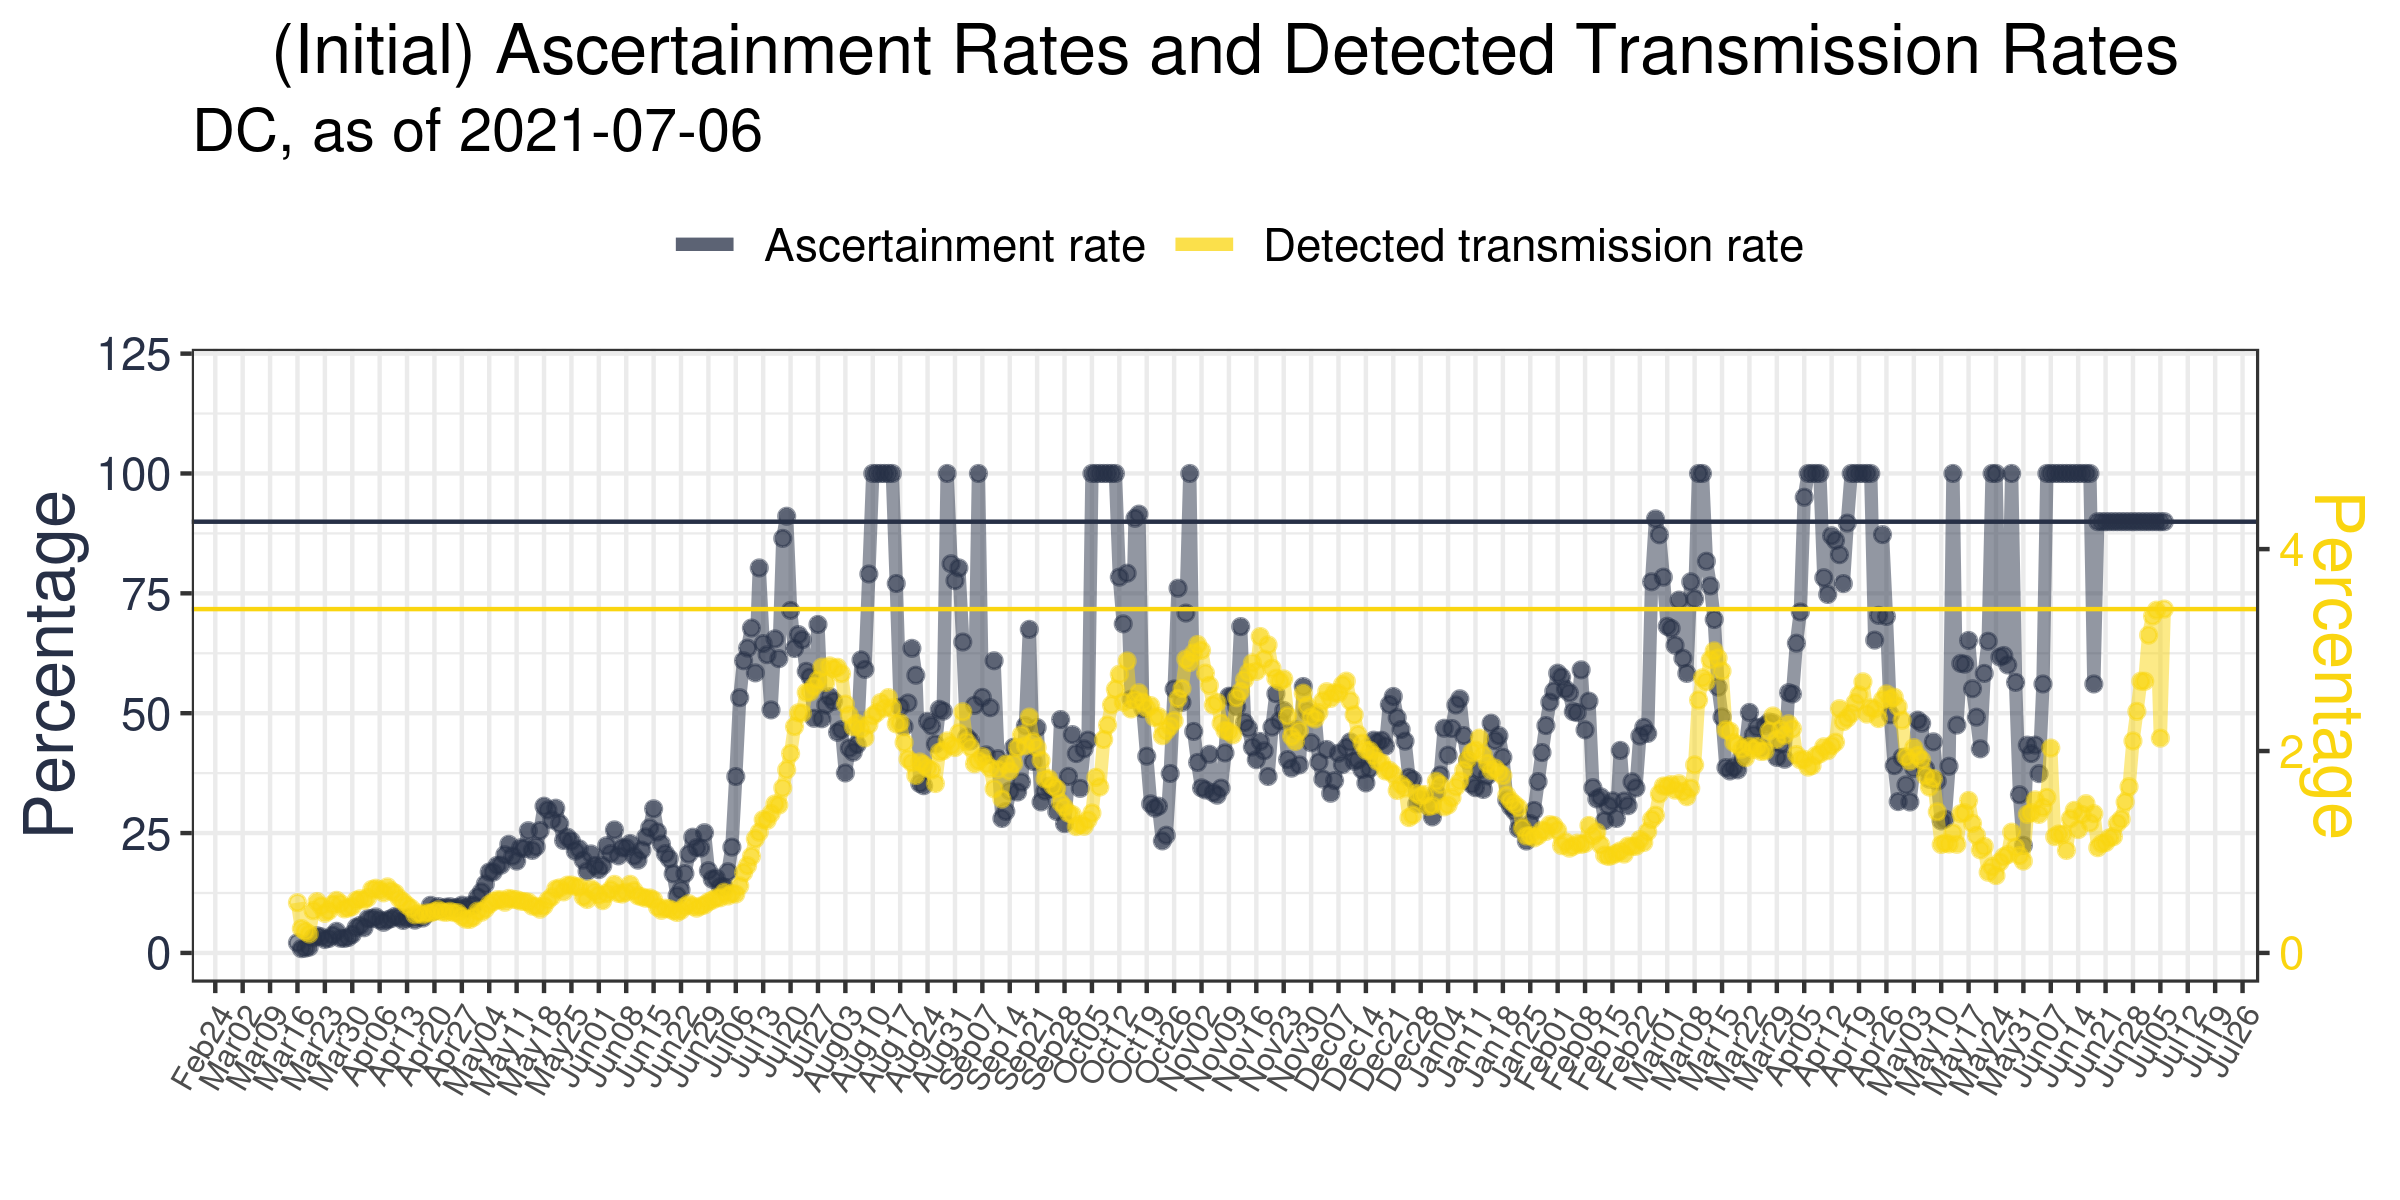 (Initial) Ascertainment Rates and Detected Transmission Rates
DC, as of 2021-07-06
Ascertainment rate
Detected transmission rate
Percentage
125
100
75
50
25
0
4
2
0
Percentage
Feb24
Mar02
Mar09
Mar16
Mar23
Mar30
Apr06
Apr13
Apr20
Apr27
May04
May11
May18
May25
Jun01
Jun08
Jun15
Jun22
Jun29
Jul06
Jul13
Jul20
Jul27
Aug03
Aug10
Aug17
Aug24
Aug31
Sep07
Sep14
Sep21
Sep28
Oct05
Oct12
Oct19
Oct26
Nov02
Nov09
Nov16
Nov23
Nov30
Dec07
Dec14
Dec21
Dec28
Jan04
Jan11
Jan18
Jan25
Feb01
Feb08
Feb15
Feb22
Mar01
Mar08
Mar15
Mar22
Mar29
Apr05
Apr12
Apr19
Apr26
May03
May10
May17
May24
May31
Jun07
Jun14
Jun21
Jun28
Jul05
Jul12
Jul19
Jul26